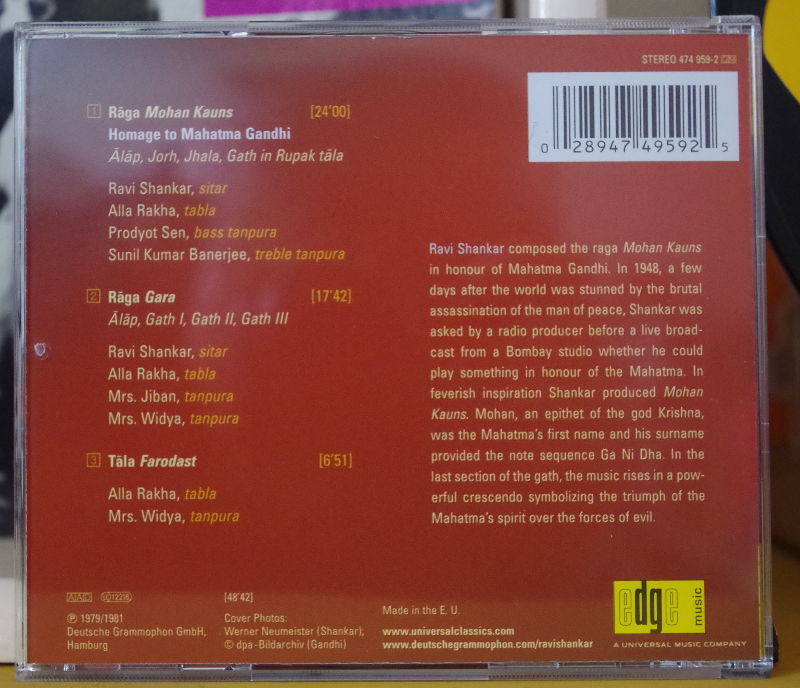 STEREO 474 959-2 GH
0 28947 49592 5
1 Rāga Mohan Kauns [24'00]
Homage to Mahatma Gandhi
Ālāp, Jorh, Jhala, Gath in Rupak tāla
Ravi Shankar, sitar
Alla Rakha, tabla
Prodyot Sen, bass tanpura
Sunil Kumar Banerjee, treble tanpura
2 Rāga Gara [17'42]
Ālāp, Gath I, Gath II, Gath III
Ravi Shankar, sitar
Alla Rakha, tabla
Mrs. Jiban, tanpura
Mrs. Widya, tanpura
3 Tāla Farodast [6'51]
Alla Rakha, tabla
Mrs. Widya, tanpura
Ravi Shankar composed the raga Mohan Kauns
in honour of Mahatma Gandhi. In 1948, a few
days after the world was stunned by the brutal
assassination of the man of peace, Shankar was
asked by a radio producer before a live broad-
cast from a Bombay studio whether he could
play something in honour of the Mahatma. In
feverish inspiration Shankar produced Mohan
Kauns. Mohan, an epithet of the god Krishna,
was the Mahatma's first name and his surname
provided the note sequence Ga Ni Dha. In the
last section of the gath, the music rises in a pow-
erful crescendo symbolizing the triumph of the
Mahatma's spirit over the forces of evil.
AAD LC 12216 [48'42]
℗ 1979/1981
Deutsche Grammophon GmbH,
Hamburg
Cover Photos:
Werner Neumeister (Shankar);
© dpa-Bildarchiv (Gandhi)
Made in the E. U.
www.universalclassics.com
www.deutschegrammophon.com/ravishankar
edge music
A UNIVERSAL MUSIC COMPANY